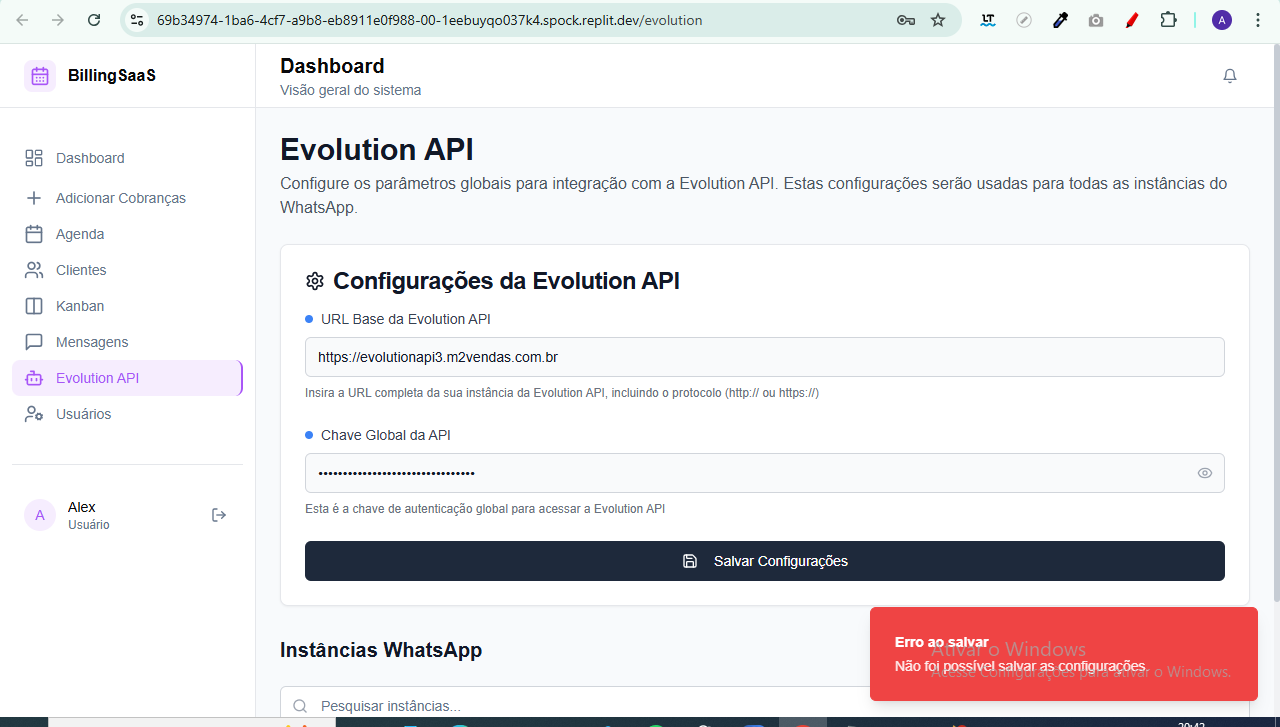 69b34974-1ba6-4cf7-a9b8-eb8911e0f988-00-1eebuyqo037k4.spock.replit.dev/evolution
LT
A
BillingSaaS
Dashboard
Visão geral do sistema
Dashboard
Adicionar Cobranças
Agenda
Clientes
Kanban
Mensagens
Evolution API
Usuários
A
Alex
Usuário
Evolution API
Configure os parâmetros globais para integração com a Evolution API. Estas configurações serão usadas para todas as instâncias do
WhatsApp.
Configurações da Evolution API
URL Base da Evolution API
https://evolutionapi3.m2vendas.com.br
Insira a URL completa da sua instância da Evolution API, incluindo o protocolo (http:// ou https://)
Chave Global da API
••••••••••••••••••••••••••••••••
Esta é a chave de autenticação global para acessar a Evolution API
Salvar Configurações
Instâncias WhatsApp
Pesquisar instâncias...
Erro ao salvar
Não foi possível salvar as configurações.
Ativar o Windows
Acesse Configurações para ativar o Windows.